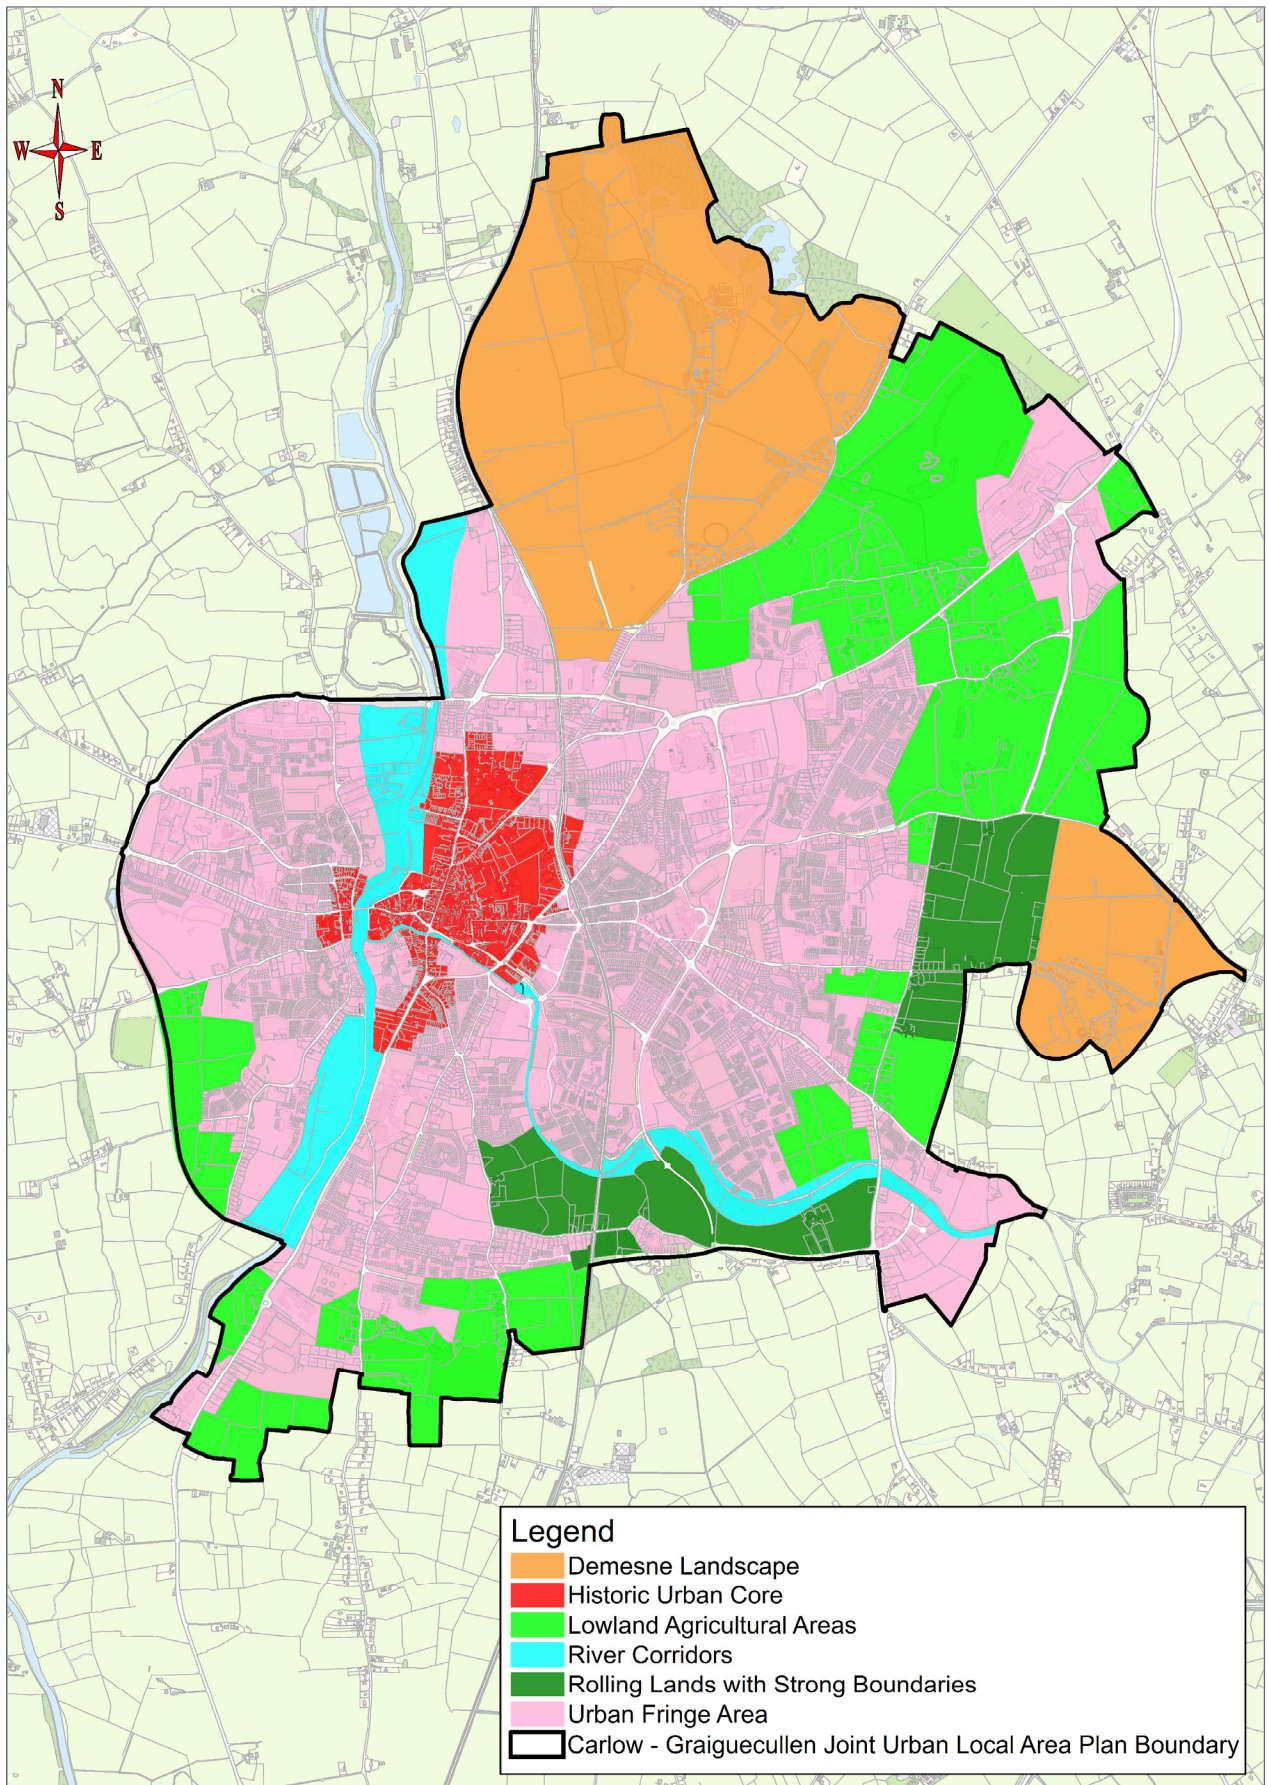 N
W E
S
Legend
Demesne Landscape
Historic Urban Core
Lowland Agricultural Areas
River Corridors
Rolling Lands with Strong Boundaries
Urban Fringe Area
Carlow - Graiguecullen Joint Urban Local Area Plan Boundary